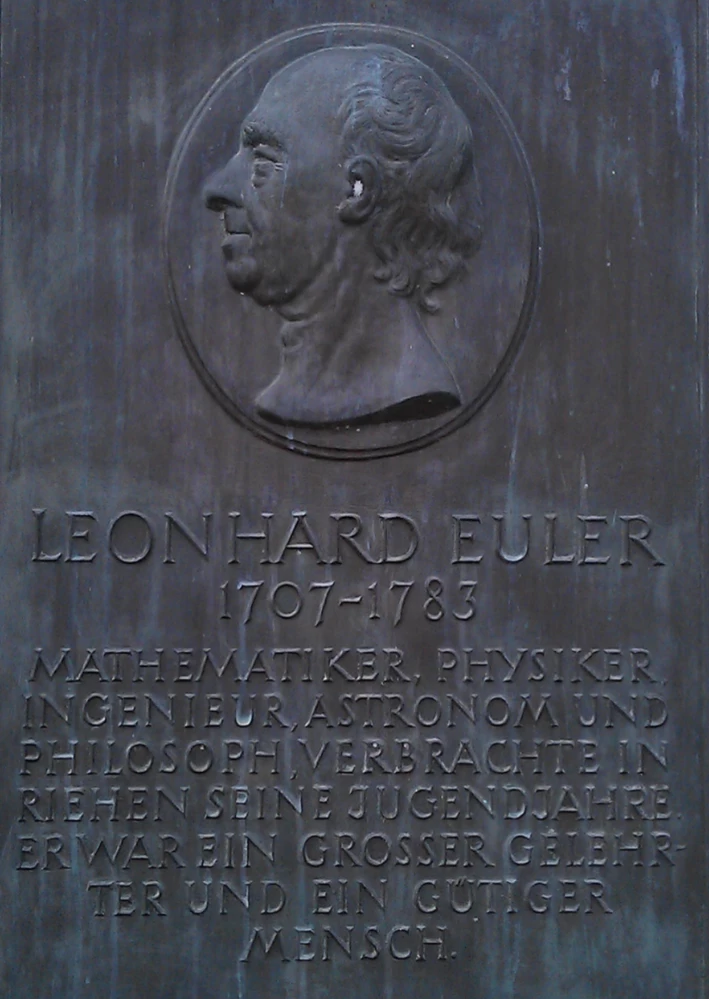 LEONHARD EULER
1707-1783
MATHEMATIKER, PHYSIKER,
INGENIEUR, ASTRONOM UND
PHILOSOPH, VERBRACHTE IN
RIEHEN SEINE JUGENDJAHRE.
ER WAR EIN GROSSER GELEHR-
TER UND EIN GÜTIGER
MENSCH.